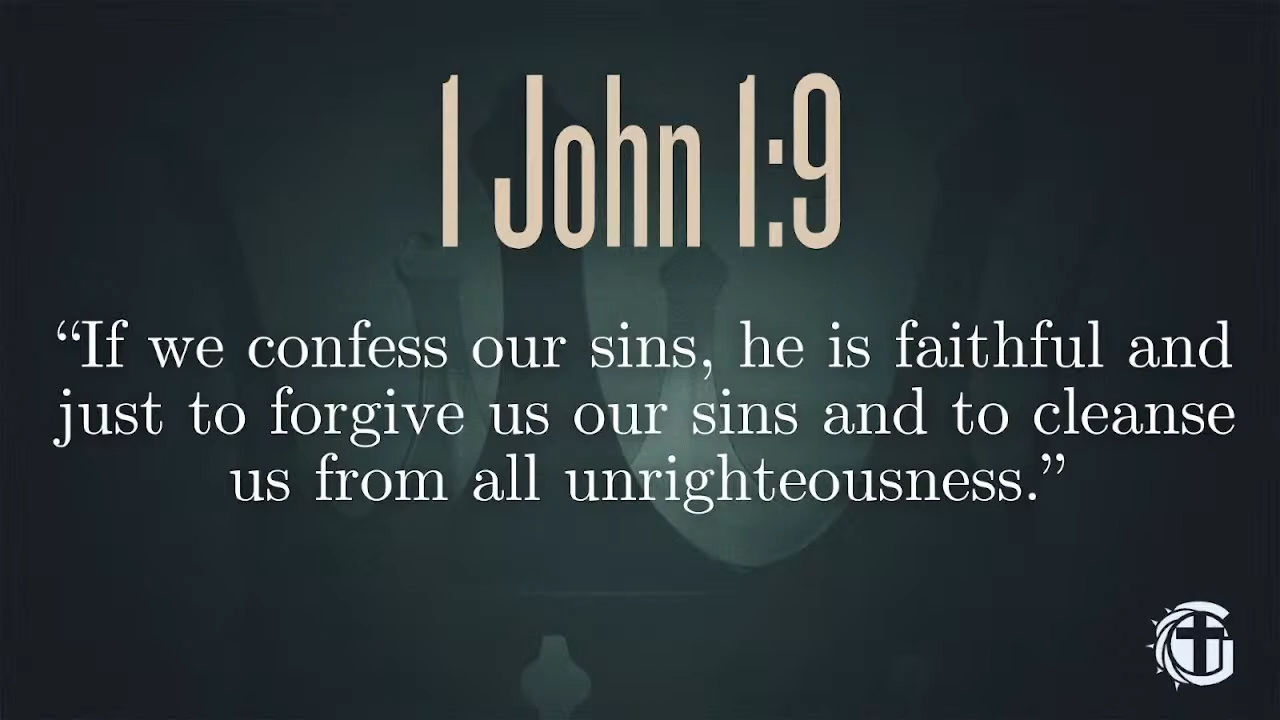 1 John 1:9
“If we confess our sins, he is faithful and
just to forgive us our sins and to cleanse
us from all unrighteousness.”